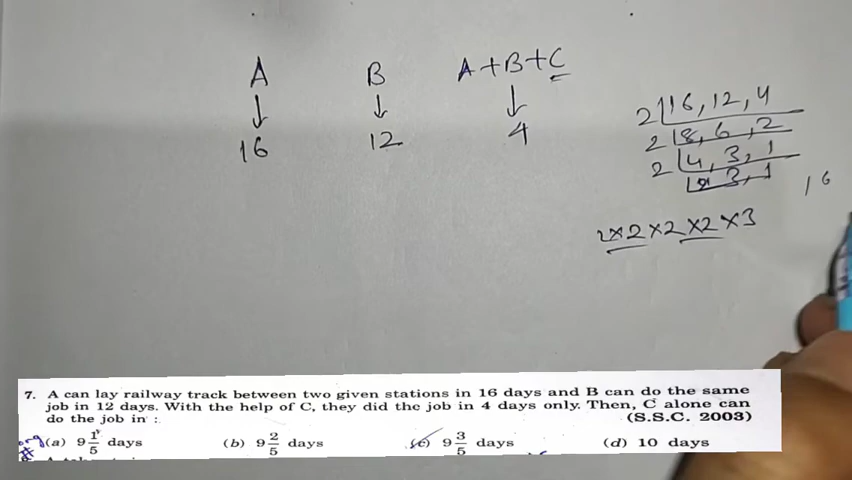 A B A+B+C
↓ ↓ ↓
16 12 4
2 | 16, 12, 4
2 | 8, 6, 2
2 | 4, 3, 1
2, 3, 1
16
2×2×2×2×3
7. A can lay railway track between two given stations in 16 days and B can do the same
job in 12 days. With the help of C, they did the job in 4 days only. Then, C alone can
do the job in : (S.S.C. 2003)
(a) 9 1/5 days (b) 9 2/5 days (c) 9 3/5 days (d) 10 days